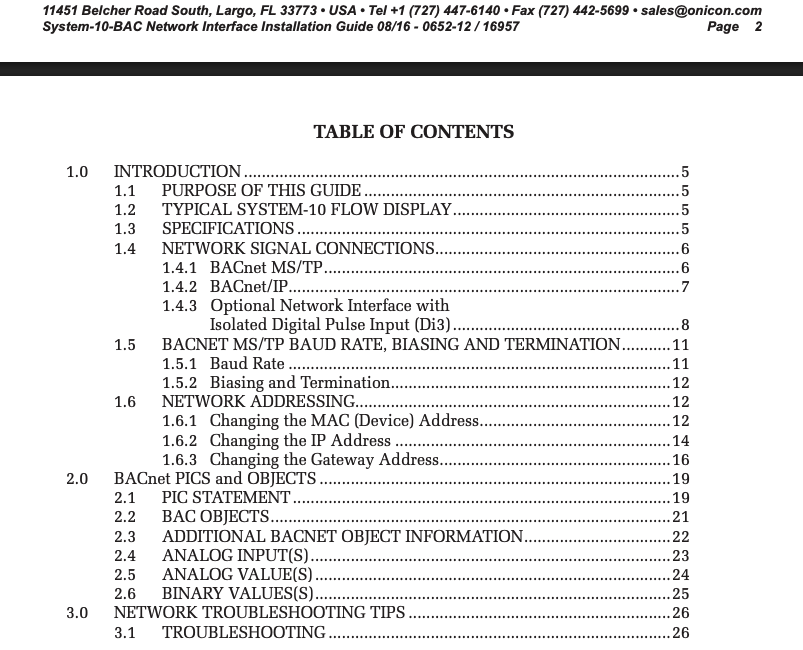 11451 Belcher Road South, Largo, FL 33773 • USA • Tel +1 (727) 447-6140 • Fax (727) 442-5699 • sales@onicon.com
System-10-BAC Network Interface Installation Guide 08/16 - 0652-12 / 16957 Page 2
TABLE OF CONTENTS
1.0 INTRODUCTION ........................................................................ 5
1.1 PURPOSE OF THIS GUIDE ........................................................ 5
1.2 TYPICAL SYSTEM-10 FLOW DISPLAY ........................................ 5
1.3 SPECIFICATIONS .................................................................... 5
1.4 NETWORK SIGNAL CONNECTIONS ............................................ 6
1.4.1 BACnet MS/TP .................................................................... 6
1.4.2 BACnet/IP .......................................................................... 7
1.4.3 Optional Network Interface with
Isolated Digital Pulse Input (Di3) .................................................. 8
1.5 BACNET MS/TP BAUD RATE, BIASING AND TERMINATION ........... 11
1.5.1 Baud Rate .......................................................................... 11
1.5.2 Biasing and Termination ...................................................... 12
1.6 NETWORK ADDRESSING .......................................................... 12
1.6.1 Changing the MAC (Device) Address ...................................... 12
1.6.2 Changing the IP Address ...................................................... 14
1.6.3 Changing the Gateway Address .............................................. 16
2.0 BACnet PICS and OBJECTS ...................................................... 19
2.1 PIC STATEMENT ...................................................................... 19
2.2 BAC OBJECTS .......................................................................... 21
2.3 ADDITIONAL BACNET OBJECT INFORMATION ............................ 22
2.4 ANALOG INPUT(S) .................................................................. 23
2.5 ANALOG VALUE(S) .................................................................. 24
2.6 BINARY VALUES(S) .................................................................. 25
3.0 NETWORK TROUBLESHOOTING TIPS ........................................ 26
3.1 TROUBLESHOOTING ................................................................ 26